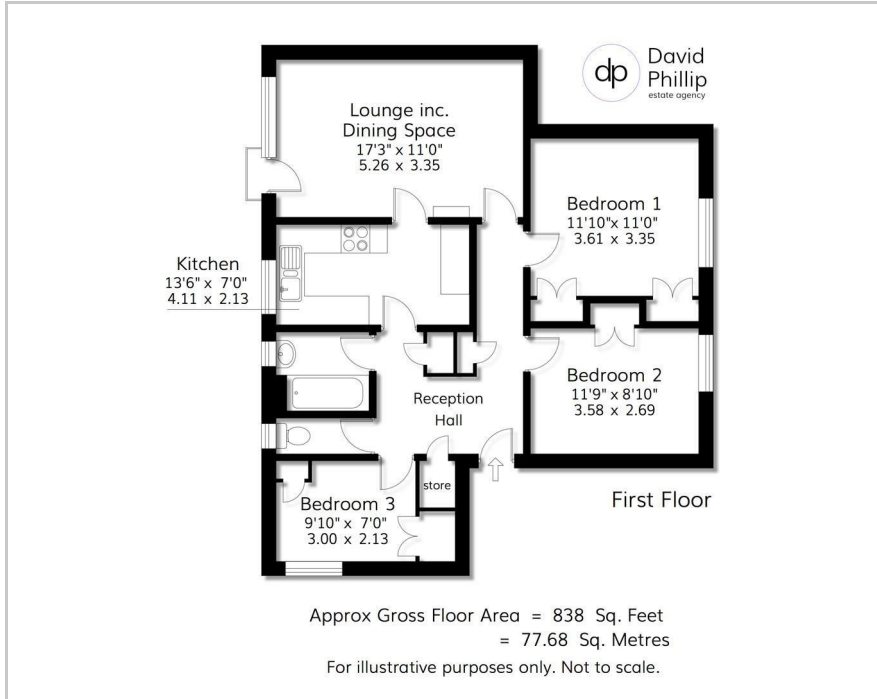 dp
David
Phillip
estate agency
Lounge inc.
Dining Space
17'3" x 11'0"
5.26 x 3.35
Bedroom 1
11'10"x 11'0"
3.61 x 3.35
Kitchen
13'6" x 7'0"
4.11 x 2.13
Bedroom 2
11'9" x 8'10"
3.58 x 2.69
Reception
Hall
store
Bedroom 3
9'10" x 7'0"
3.00 x 2.13
First Floor
Approx Gross Floor Area = 838 Sq. Feet
= 77.68 Sq. Metres
For illustrative purposes only. Not to scale.